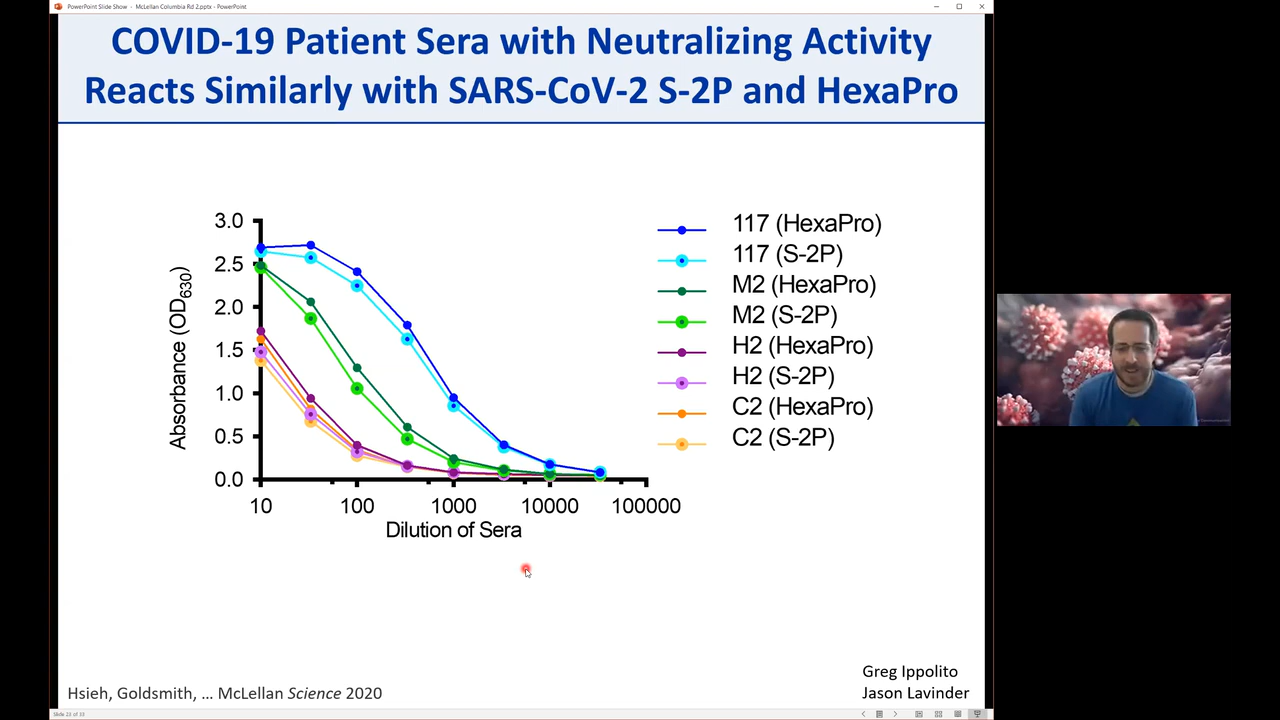 PowerPoint Slide Show - McLellan Columbia Rd 2.pptx - PowerPoint
COVID-19 Patient Sera with Neutralizing Activity
Reacts Similarly with SARS-CoV-2 S-2P and HexaPro
3.0
2.5
2.0
1.5
1.0
0.5
0.0
Absorbance (OD630)
10
100
1000
10000
100000
Dilution of Sera
117 (HexaPro)
117 (S-2P)
M2 (HexaPro)
M2 (S-2P)
H2 (HexaPro)
H2 (S-2P)
C2 (HexaPro)
C2 (S-2P)
Greg Ippolito
Jason Lavinder
Hsieh, Goldsmith, ... McLellan Science 2020